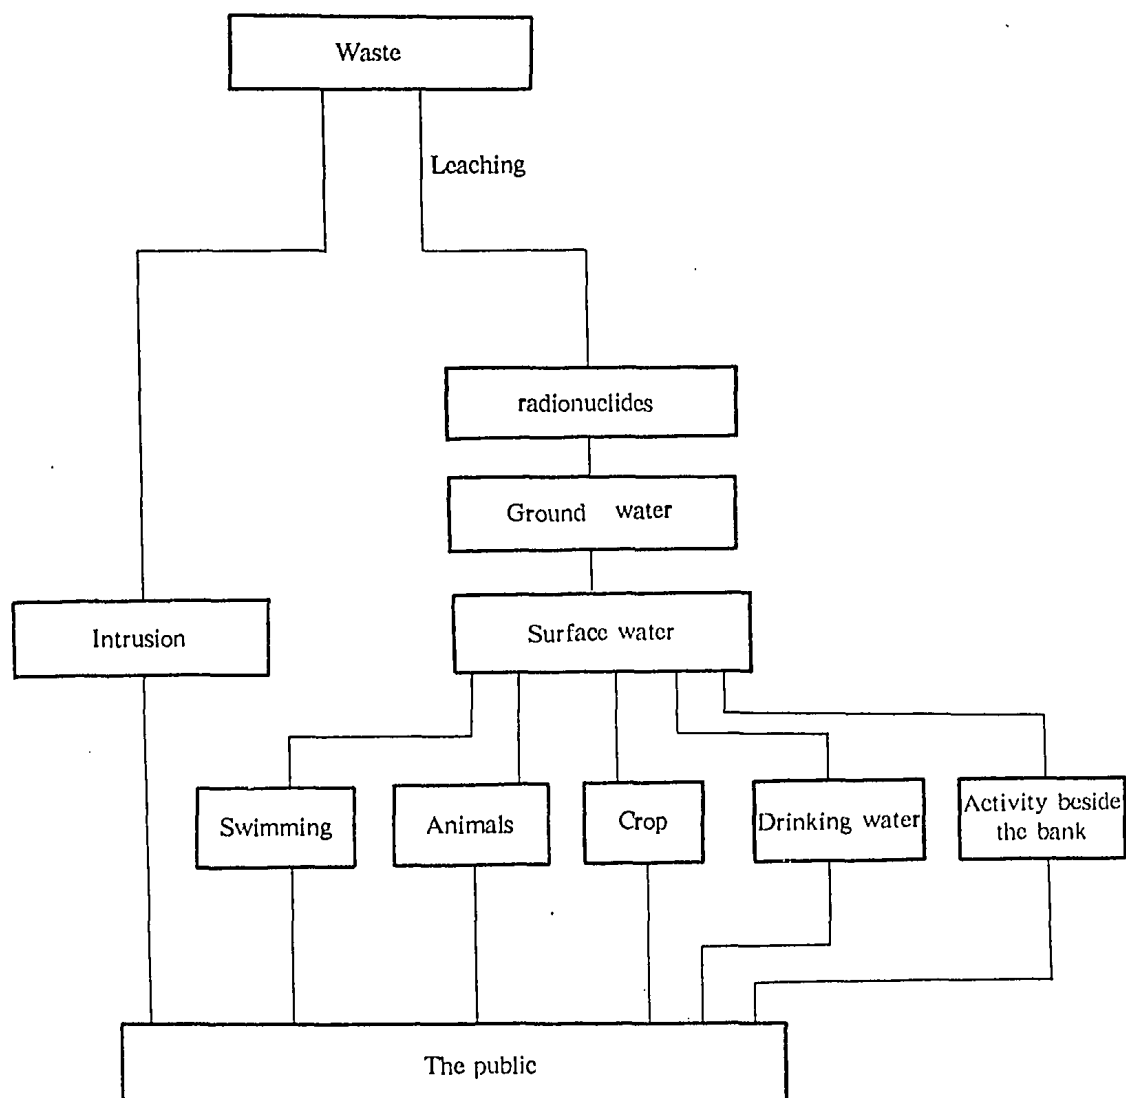 Waste
Leaching
radionuclides
Ground water
Surface water
Intrusion
Swimming
Animals
Crop
Drinking water
Activity beside
the bank
The public